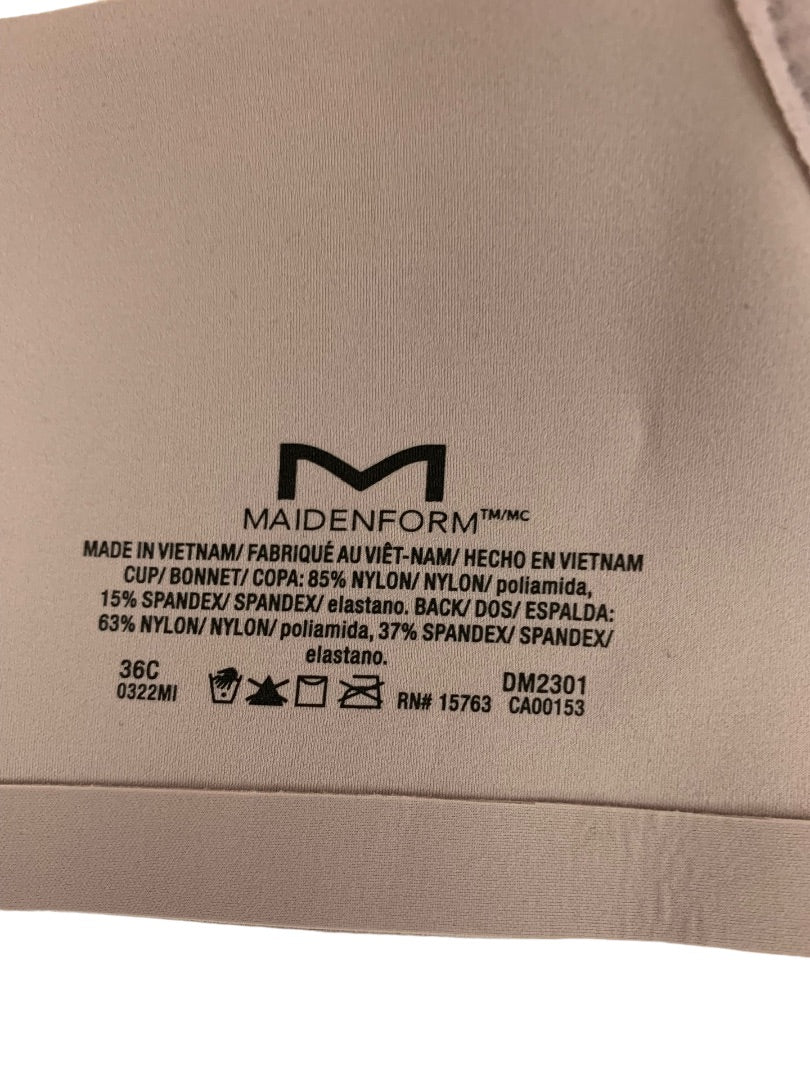 MAIDENFORM™/MC
MADE IN VIETNAM/ FABRIQUÉ AU VIÊT-NAM/ HECHO EN VIETNAM
CUP/ BONNET/ COPA: 85% NYLON/ NYLON/ poliamida,
15% SPANDEX/ SPANDEX/ elastano. BACK/ DOS/ ESPALDA:
63% NYLON/ NYLON/ poliamida, 37% SPANDEX/ SPANDEX/
elastano.
36C
0322MI
RN# 15763
DM2301
CA00153